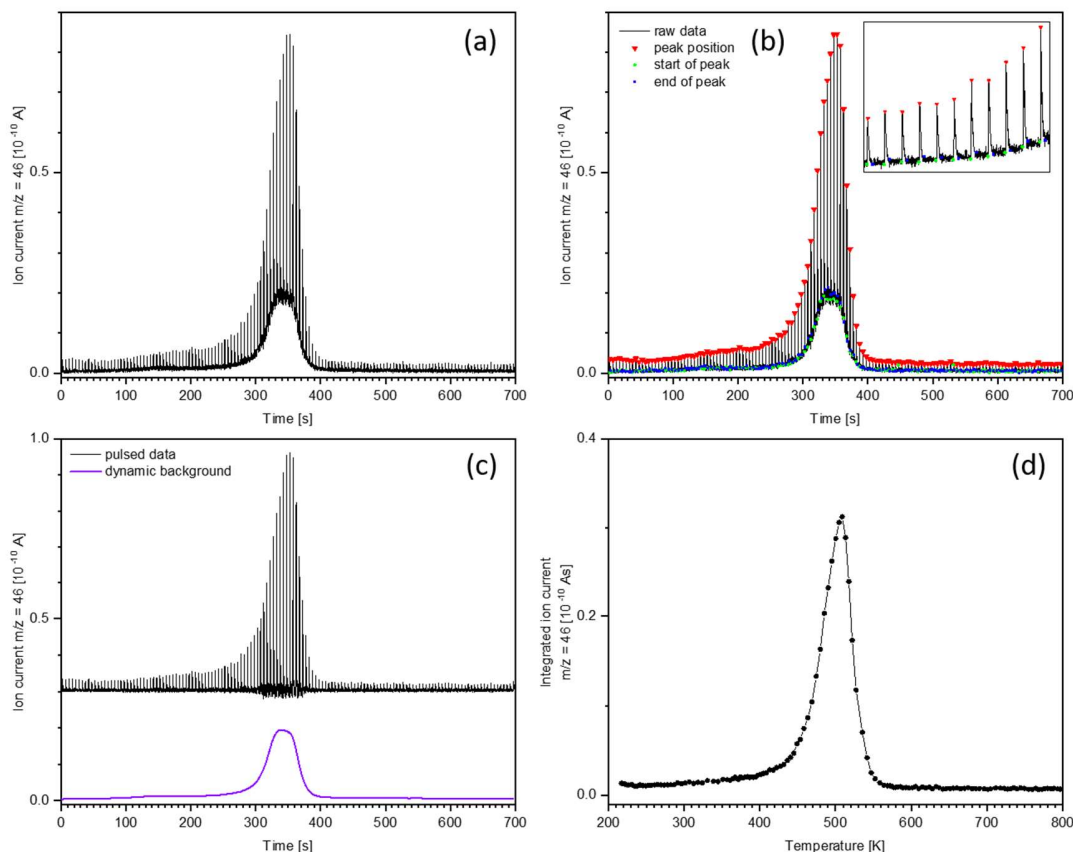 (a)
Ion current m/z = 46 [10⁻¹⁰ A]
0.5
0.0
0 100 200 300 400 500 600 700
Time [s]
(b)
raw data
peak position
start of peak
end of peak
Ion current m/z = 46 [10⁻¹⁰ A]
0.5
0.0
0 100 200 300 400 500 600 700
Time [s]
(c)
pulsed data
dynamic background
Ion current m/z = 46 [10⁻¹⁰ A]
1.0
0.5
0.0
0 100 200 300 400 500 600 700
Time [s]
(d)
Integrated ion current
m/z = 46 [10⁻¹⁰ As]
0.4
0.2
0.0
200 300 400 500 600 700 800
Temperature [K]